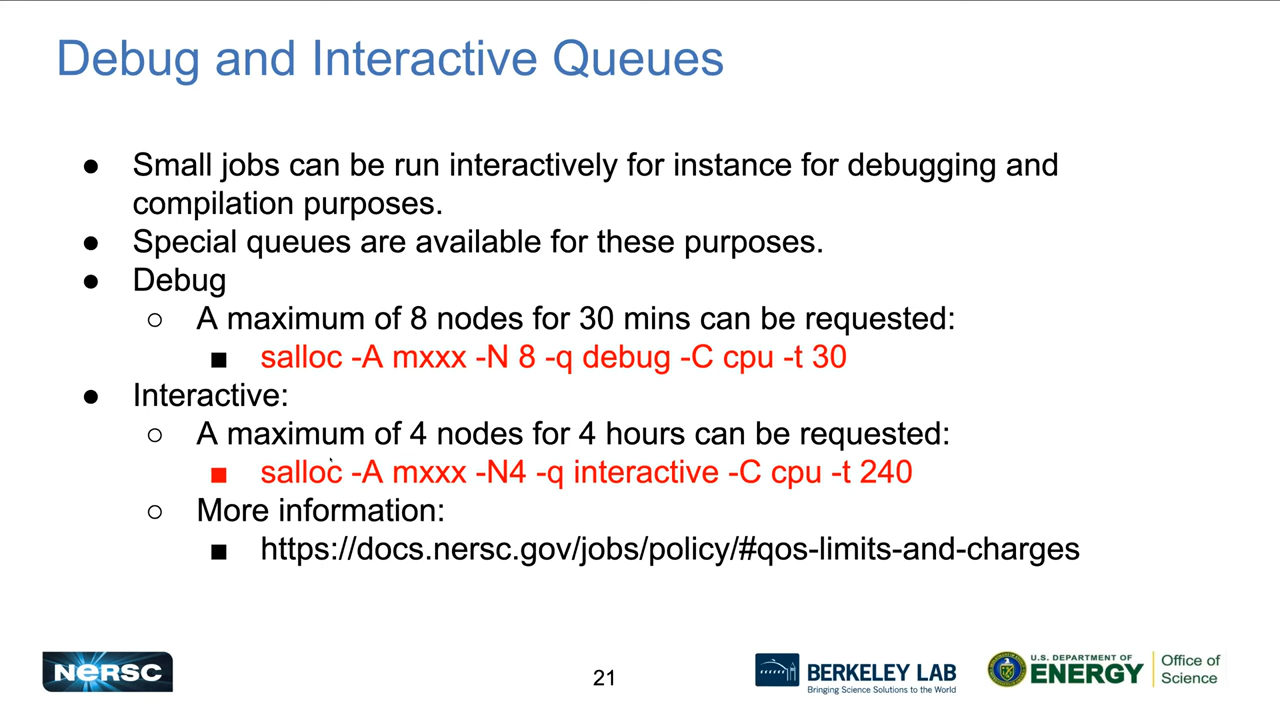 Debug and Interactive Queues
● Small jobs can be run interactively for instance for debugging and
compilation purposes.
● Special queues are available for these purposes.
● Debug
○ A maximum of 8 nodes for 30 mins can be requested:
■ salloc -A mxxx -N 8 -q debug -C cpu -t 30
● Interactive:
○ A maximum of 4 nodes for 4 hours can be requested:
■ salloc -A mxxx -N4 -q interactive -C cpu -t 240
○ More information:
■ https://docs.nersc.gov/jobs/policy/#qos-limits-and-charges
NERSC
21
BERKELEY LAB
Bringing Science Solutions to the World
U.S. DEPARTMENT OF
ENERGY
Office of
Science